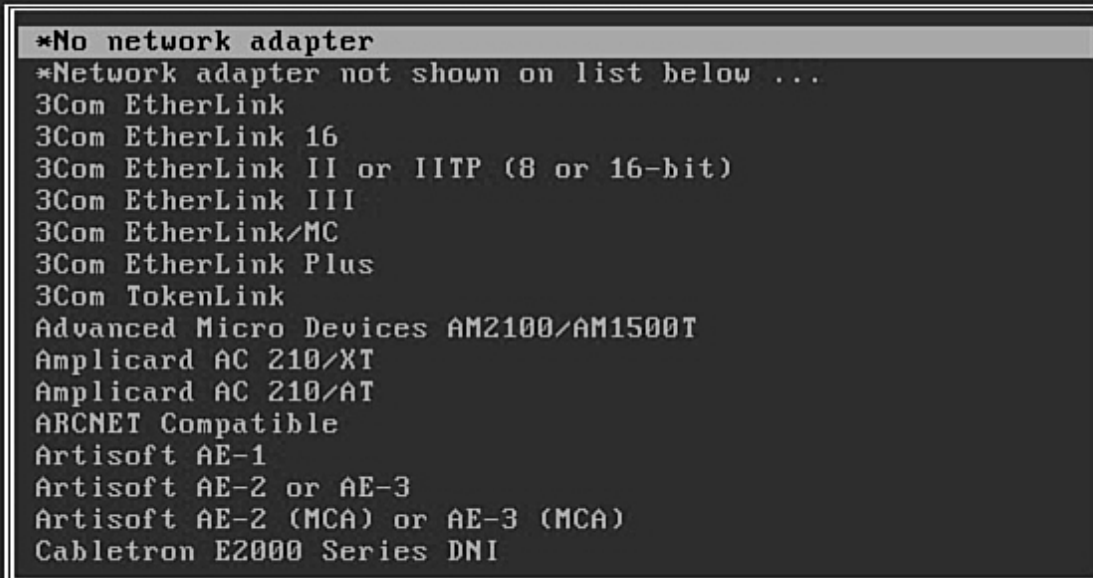 *No network adapter
*Network adapter not shown on list below ...
3Com EtherLink
3Com EtherLink 16
3Com EtherLink II or IITP (8 or 16-bit)
3Com EtherLink III
3Com EtherLink/MC
3Com EtherLink Plus
3Com TokenLink
Advanced Micro Devices AM2100/AM1500T
Amplicard AC 210/XT
Amplicard AC 210/AT
ARCNET Compatible
Artisoft AE-1
Artisoft AE-2 or AE-3
Artisoft AE-2 (MCA) or AE-3 (MCA)
Cabletron E2000 Series DNI